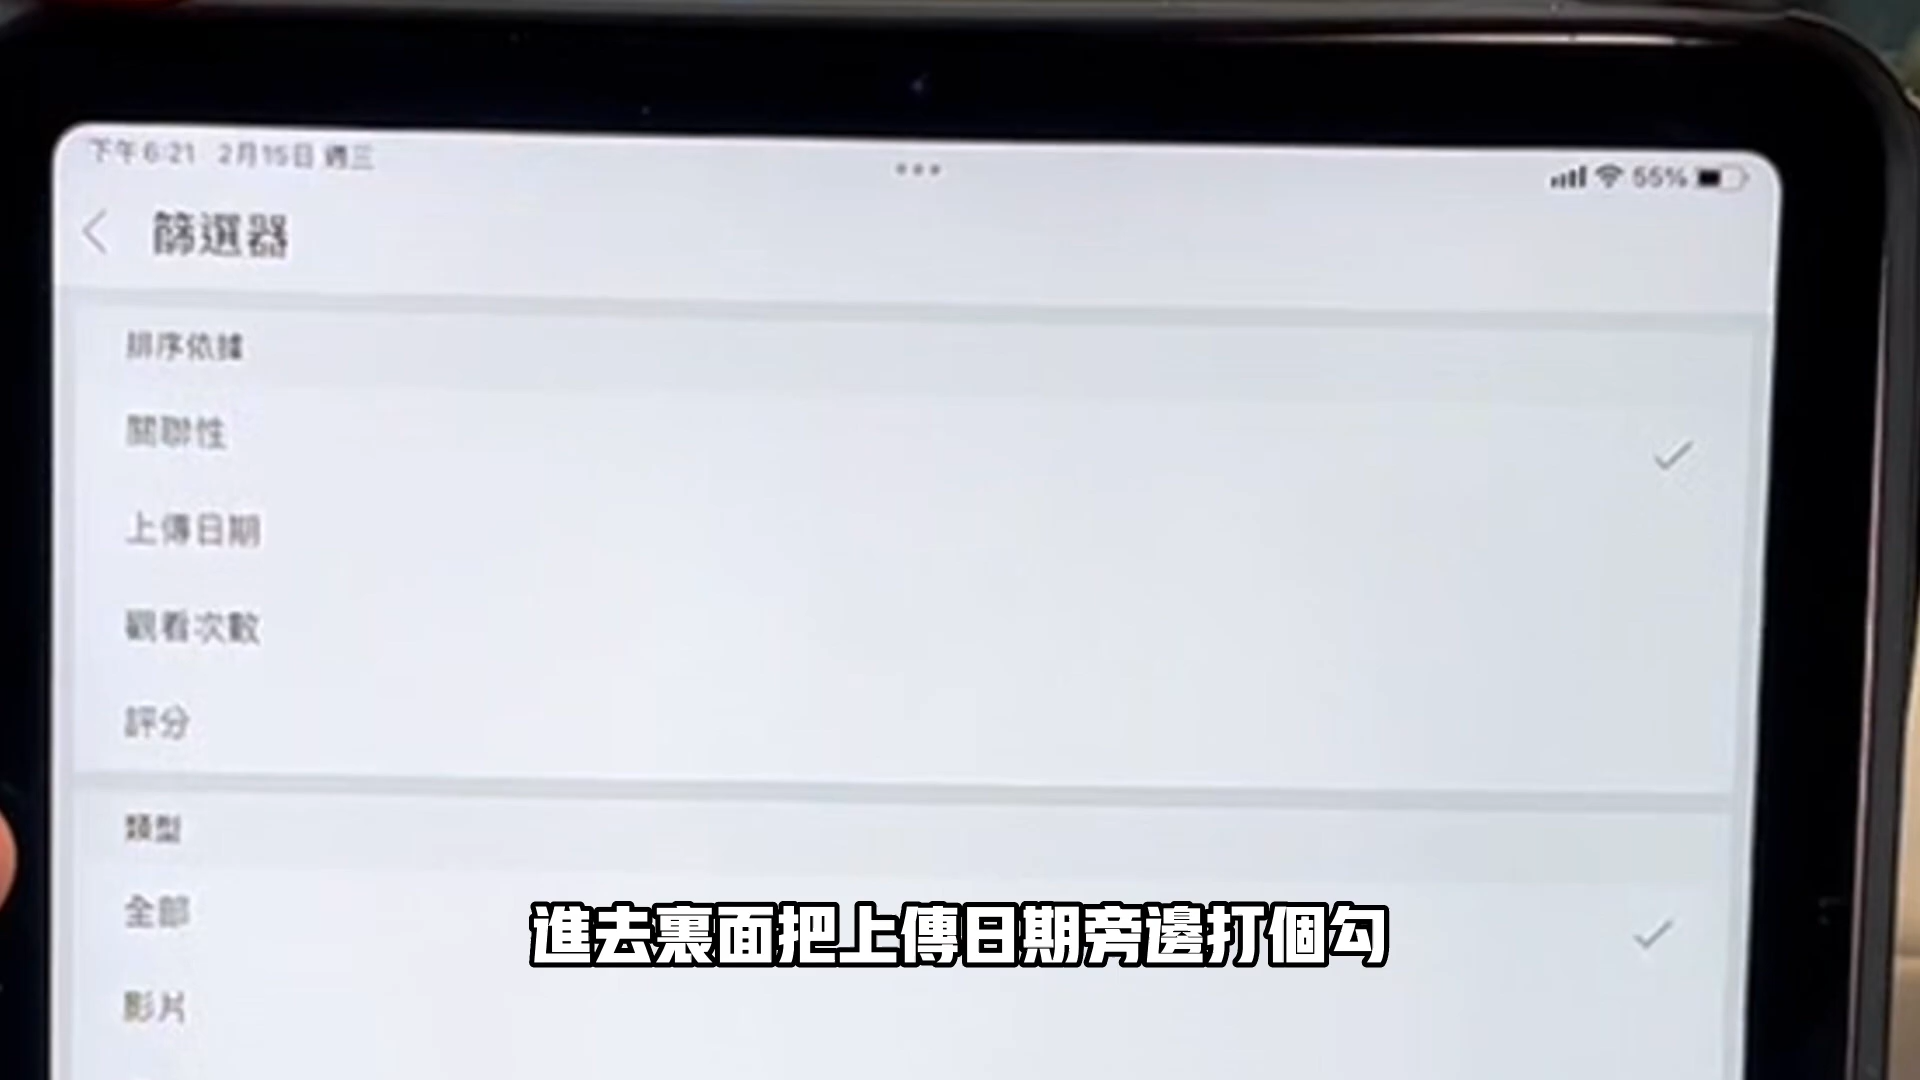 下午6:21 2月15日 週三
55%
篩選器
排序依據
關聯性
上傳日期
觀看次數
評分
類型
全部
影片
進去裏面把上傳日期旁邊打個勾